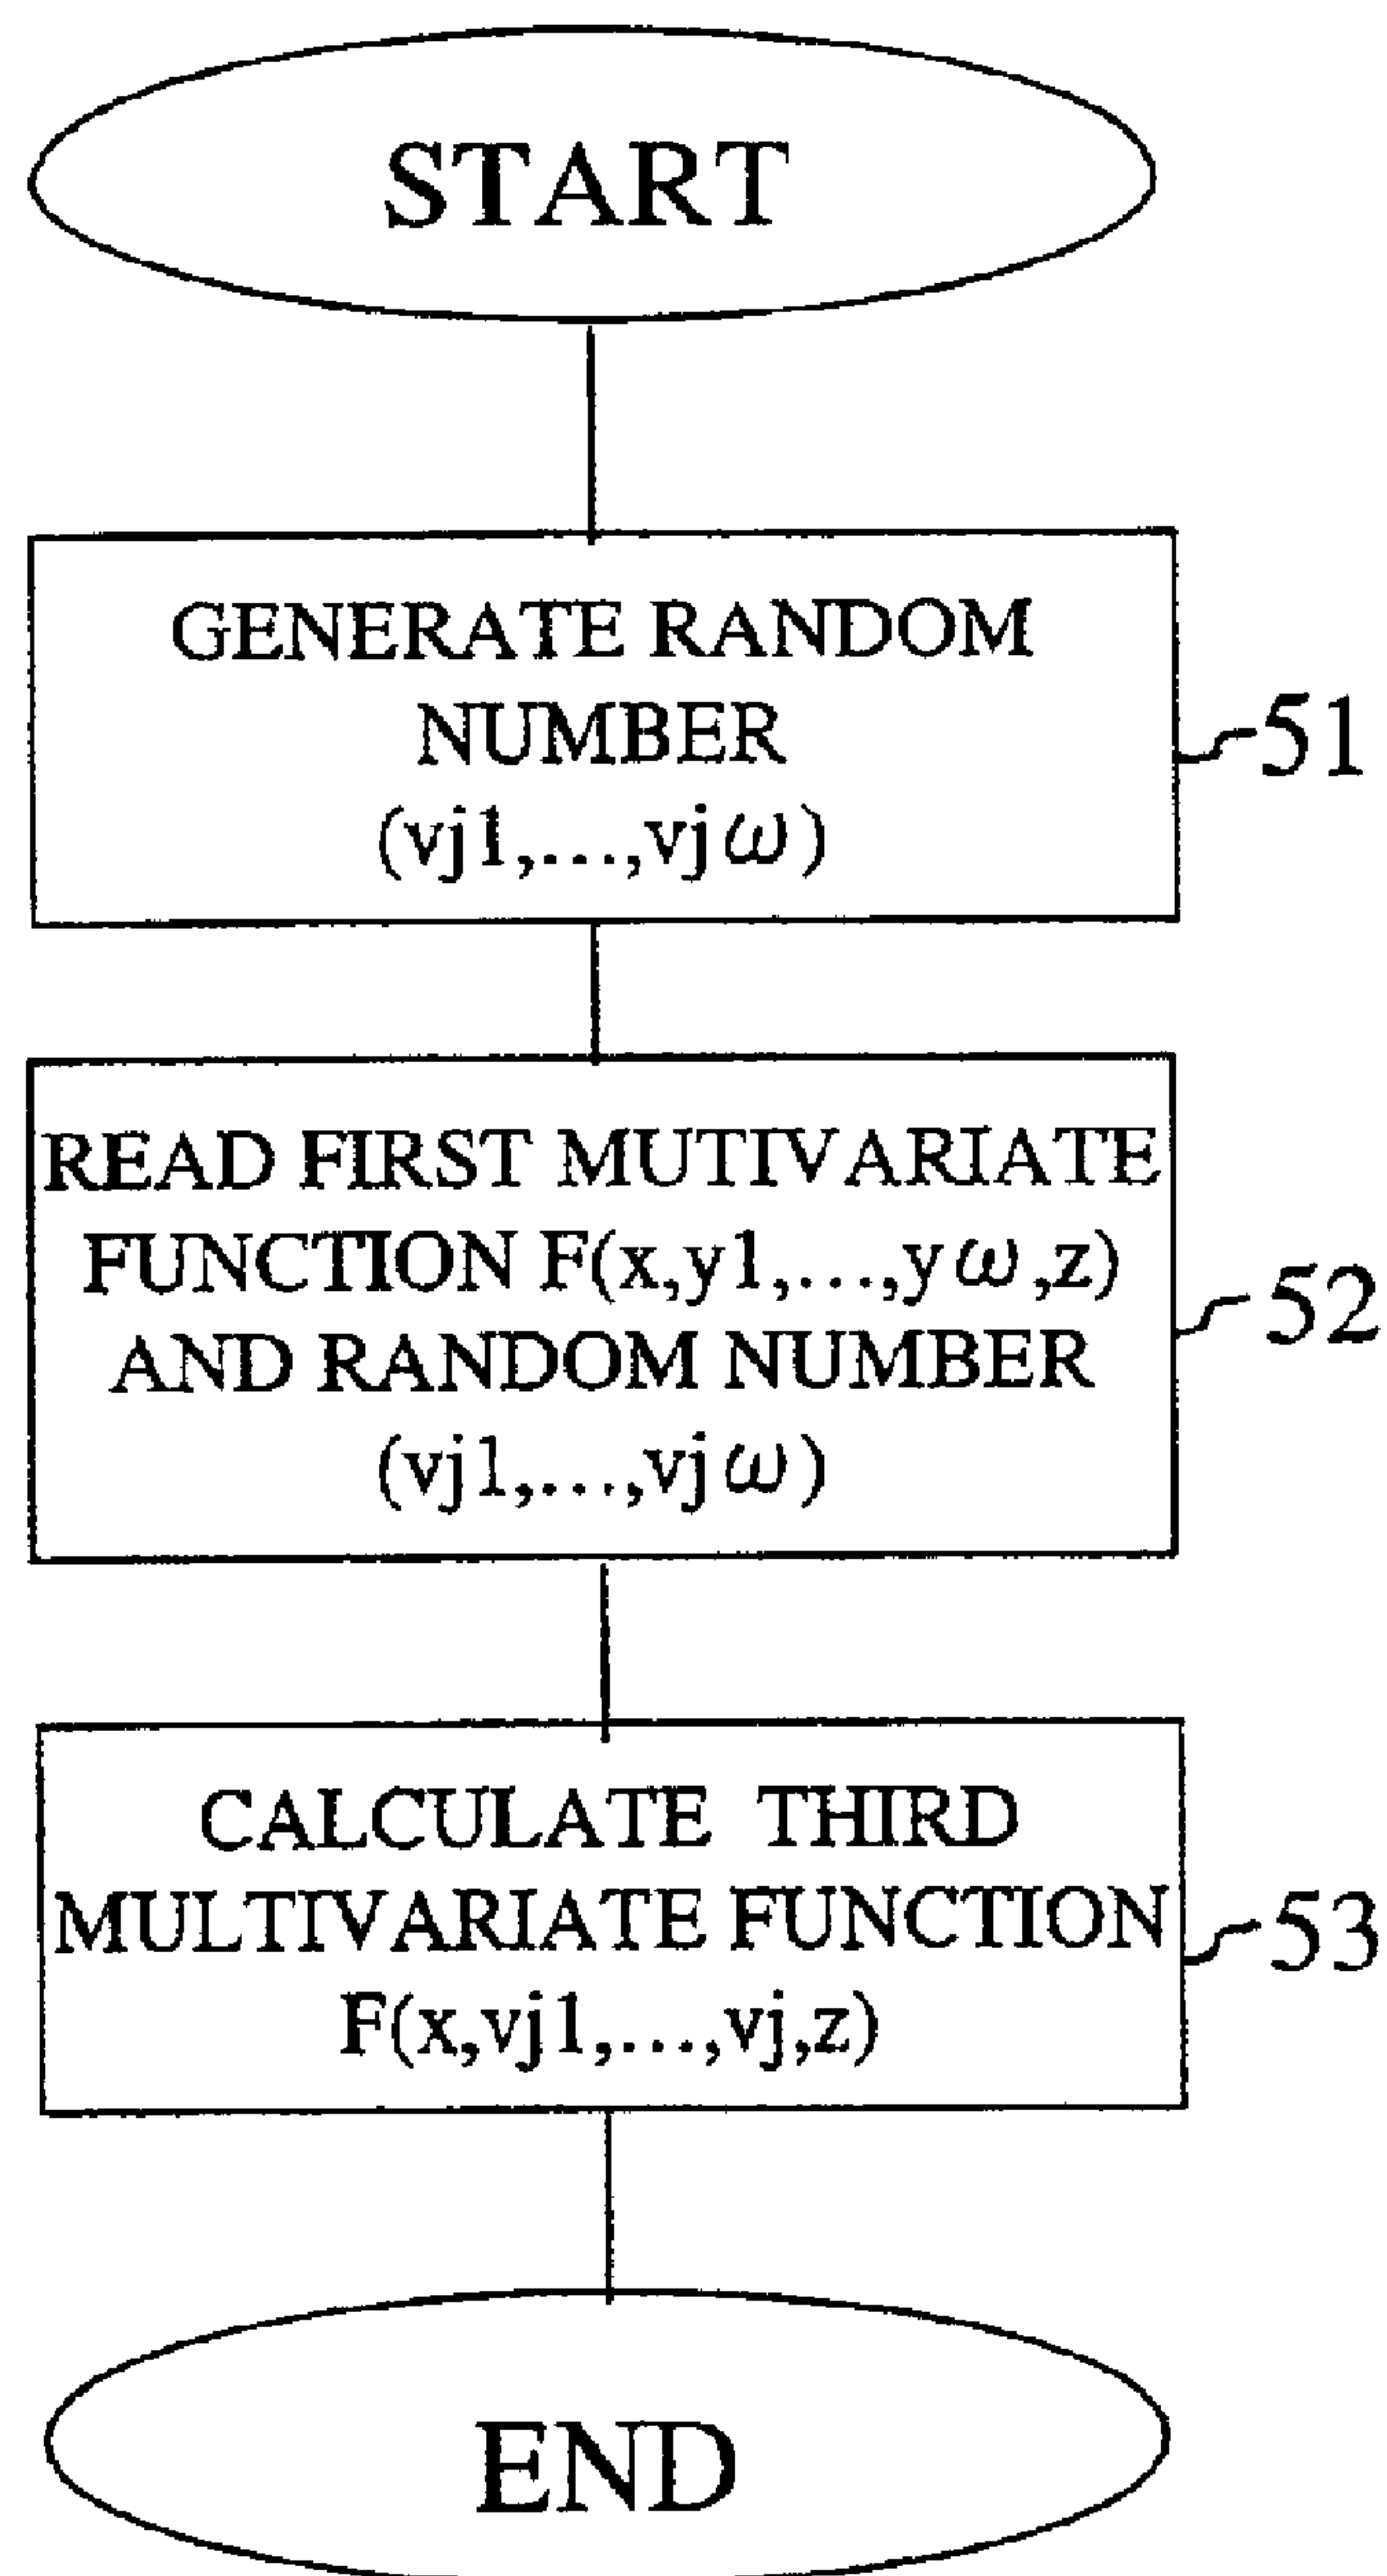 START
GENERATE RANDOM
NUMBER
(vj1,...,vjω)
51
READ FIRST MUTIVARIATE
FUNCTION F(x,y1,...,yω,z)
AND RANDOM NUMBER
(vj1,...,vjω)
52
CALCULATE THIRD
MULTIVARIATE FUNCTION
F(x,vj1,...,vj,z)
53
END